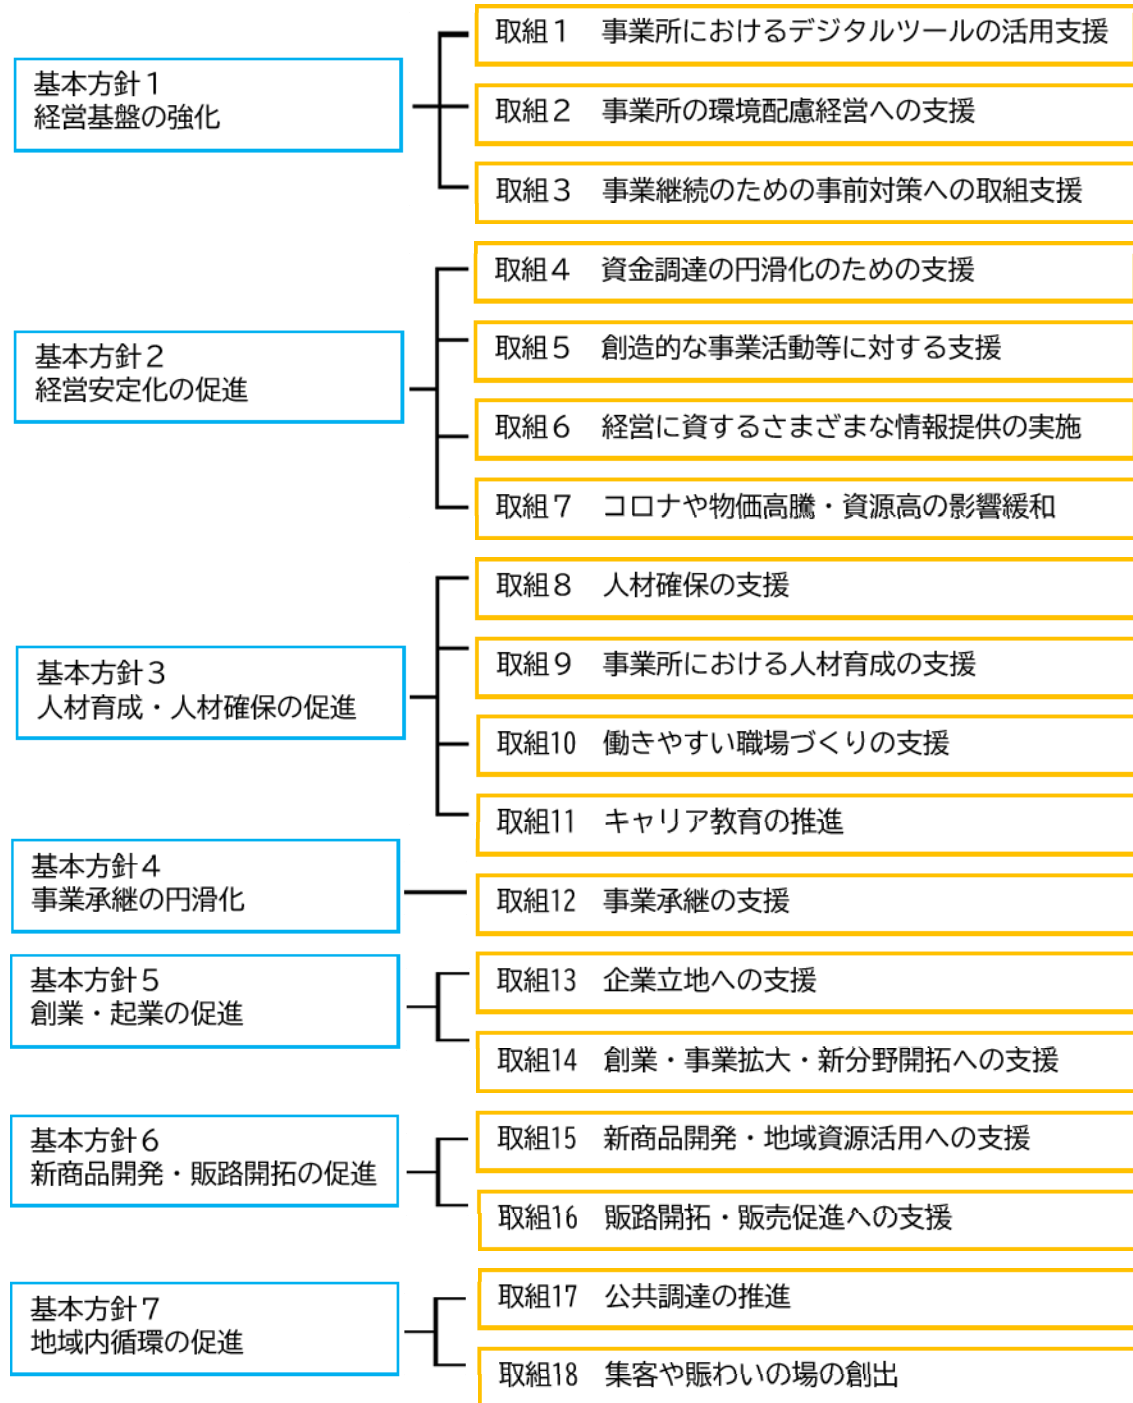 基本方針１
経営基盤の強化
取組１　事業所におけるデジタルツールの活用支援
取組２　事業所の環境配慮経営への支援
取組３　事業継続のための事前対策への取組支援
基本方針２
経営安定化の促進
取組４　資金調達の円滑化のための支援
取組５　創造的な事業活動等に対する支援
取組６　経営に資するさまざまな情報提供の実施
取組７　コロナや物価高騰・資源高の影響緩和
基本方針３
人材育成・人材確保の促進
取組８　人材確保の支援
取組９　事業所における人材育成の支援
取組10　働きやすい職場づくりの支援
取組11　キャリア教育の推進
基本方針４
事業承継の円滑化
取組12　事業承継の支援
基本方針５
創業・起業の促進
取組13　企業立地への支援
取組14　創業・事業拡大・新分野開拓への支援
基本方針６
新商品開発・販路開拓の促進
取組15　新商品開発・地域資源活用への支援
取組16　販路開拓・販売促進への支援
基本方針７
地域内循環の促進
取組17　公共調達の推進
取組18　集客や賑わいの場の創出